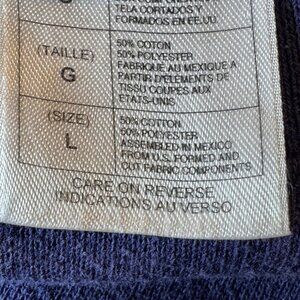 TELA CORTADOS Y
FORMADOS EN EE.UU.
(TAILLE)
G
50% COTON
50% POLYESTER
FABRIQUE AU MEXIQUE A
PARTIR D'ELEMENTS DE
TISSU COUPES AUX
ETATS-UNIS
(SIZE)
L
50% COTTON
50% POLYESTER
ASSEMBLED IN MEXICO
FROM U.S. FORMED AND
CUT FABRIC COMPONENTS
CARE ON REVERSE
INDICATIONS AU VERSO